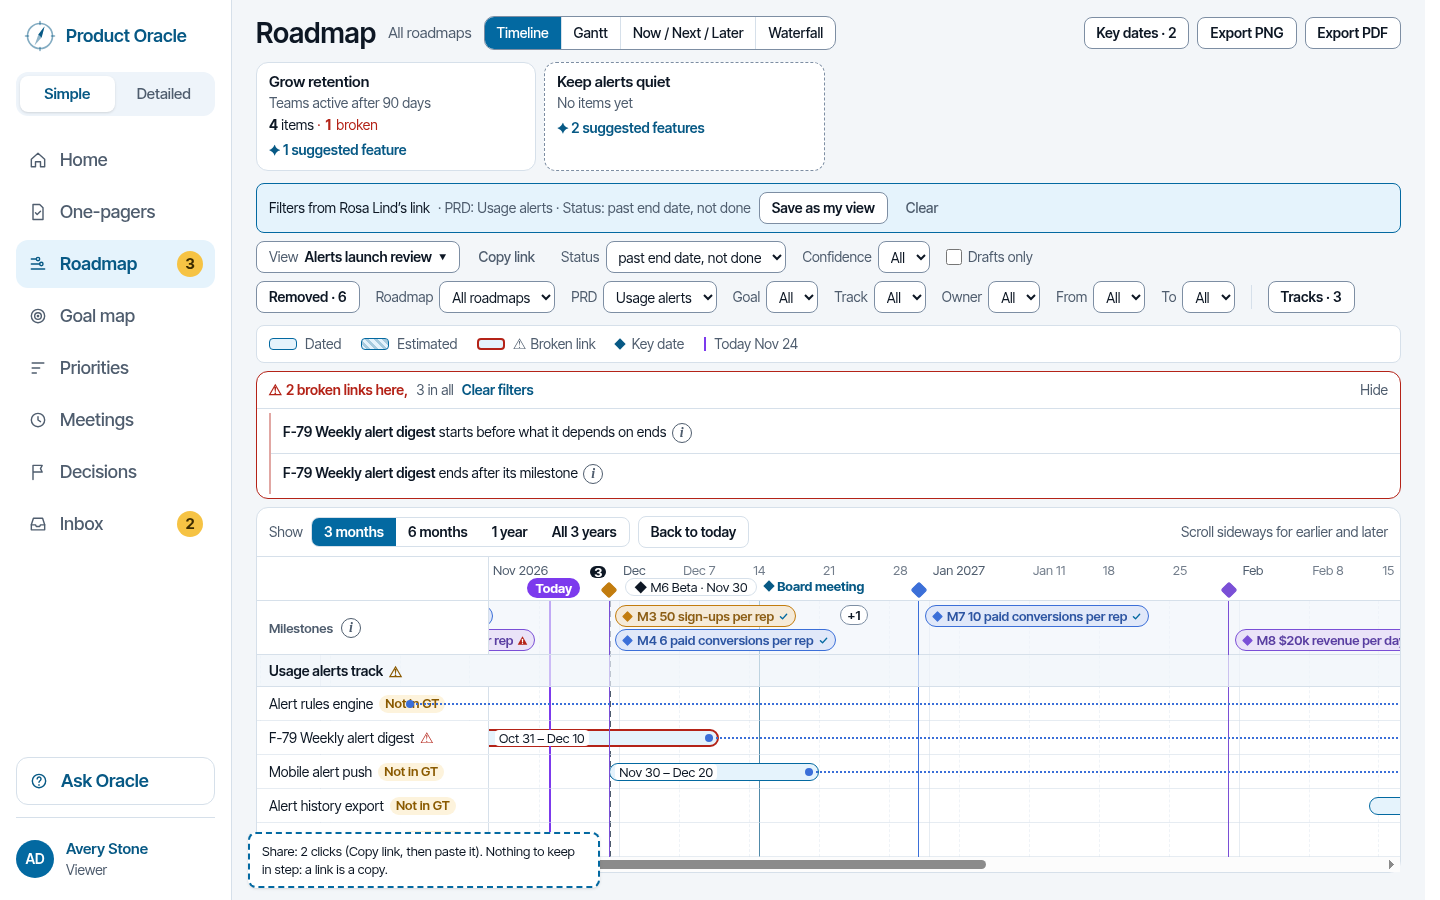 Product Oracle
Simple
Detailed
Home
One-pagers
Roadmap 3
Goal map
Priorities
Meetings
Decisions
Inbox 2
Ask Oracle
AD
Avery Stone
Viewer
Roadmap All roadmaps Timeline Gantt Now / Next / Later Waterfall Key dates · 2 Export PNG Export PDF
Grow retention
Teams active after 90 days
4 items · 1 broken
✦ 1 suggested feature
Keep alerts quiet
No items yet
✦ 2 suggested features
Filters from Rosa Lind’s link · PRD: Usage alerts · Status: past end date, not done Save as my view Clear
View Alerts launch review ▾ Copy link Status past end date, not done Confidence All Drafts only
Removed · 6 Roadmap All roadmaps PRD Usage alerts Goal All Track All Owner All From All To All Tracks · 3
Dated Estimated ⚠ Broken link ◆ Key date Today Nov 24
⚠ 2 broken links here, 3 in all Clear filters Hide
F-79 Weekly alert digest starts before what it depends on ends i
F-79 Weekly alert digest ends after its milestone i
Show 3 months 6 months 1 year All 3 years Back to today Scroll sideways for earlier and later
Nov 2026 3 Dec Dec 7 14 21 28 Jan 2027 Jan 11 18 25 Feb Feb 8 15
Today ◆ M6 Beta · Nov 30 ◆ Board meeting
Milestones i
◆ M3 50 sign-ups per rep ✓ +1 ◆ M7 10 paid conversions per rep ✓
rep ⚠ ◆ M4 6 paid conversions per rep ✓ ◆ M8 $20k revenue per day
Usage alerts track ⚠
Alert rules engine Not in GT
F-79 Weekly alert digest ⚠ Oct 31 – Dec 10
Mobile alert push Not in GT Nov 30 – Dec 20
Alert history export Not in GT
Share: 2 clicks (Copy link, then paste it). Nothing to keep
in step: a link is a copy.